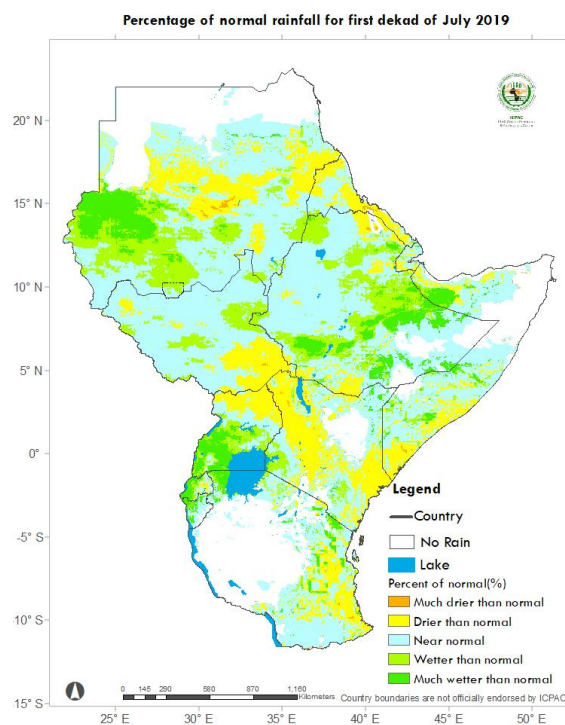 Percentage of normal rainfall for first dekad of July 2019
20° N
15° N
10° N
5° N
0°
-5° S
10° S
15° S
ICPAC
Legend
Country
No Rain
Lake
Percent of normal(%)
Much drier than normal
Drier than normal
Near normal
Wetter than normal
Much wetter than normal
0 145 290 580 870 1,160
Kilometers
Country boundaries are not officially endorsed by ICPAC
25° E 30° E 35° E 40° E 45° E 50° E